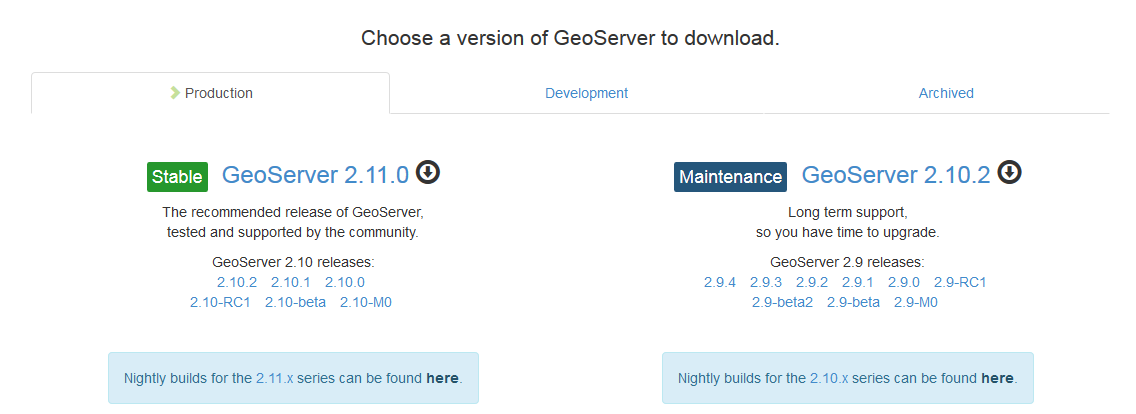 Choose a version of GeoServer to download.
Production
Development
Archived
Stable GeoServer 2.11.0
The recommended release of GeoServer,
tested and supported by the community.
GeoServer 2.10 releases:
2.10.2 2.10.1 2.10.0
2.10-RC1 2.10-beta 2.10-M0
Nightly builds for the 2.11.x series can be found here.
Maintenance GeoServer 2.10.2
Long term support,
so you have time to upgrade.
GeoServer 2.9 releases:
2.9.4 2.9.3 2.9.2 2.9.1 2.9.0 2.9-RC1
2.9-beta2 2.9-beta 2.9-M0
Nightly builds for the 2.10.x series can be found here.